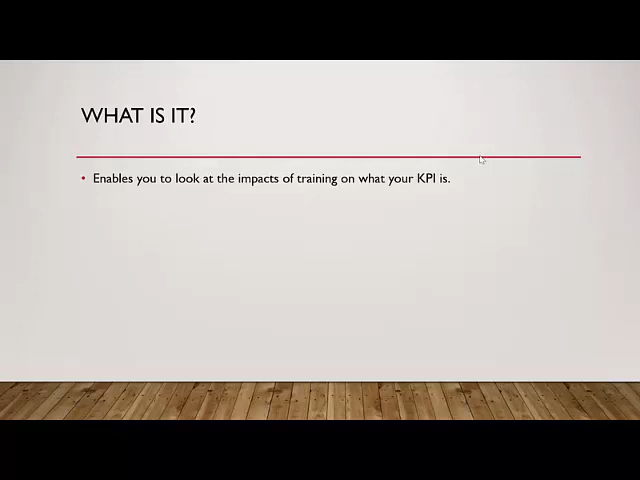 WHAT IS IT?
• Enables you to look at the impacts of training on what your KPI is.